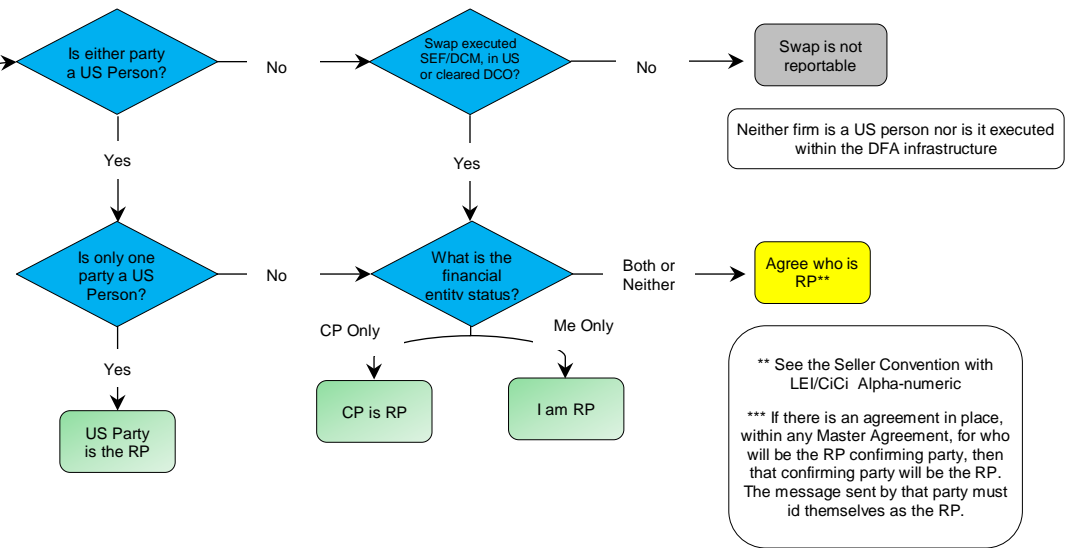 Is either party
a US Person?
No
Swap executed
SEF/DCM, in US
or cleared DCO?
No
Swap is not
reportable
Neither firm is a US person nor is it executed
within the DFA infrastructure
Yes
Yes
Is only one
party a US
Person?
No
What is the
financial
entity status?
Both or
Neither
Agree who is
RP**
CP Only
Me Only
Yes
CP is RP
I am RP
US Party
is the RP
** See the Seller Convention with
LEI/CiCi Alpha-numeric
*** If there is an agreement in place,
within any Master Agreement, for who
will be the RP confirming party, then
that confirming party will be the RP.
The message sent by that party must
id themselves as the RP.